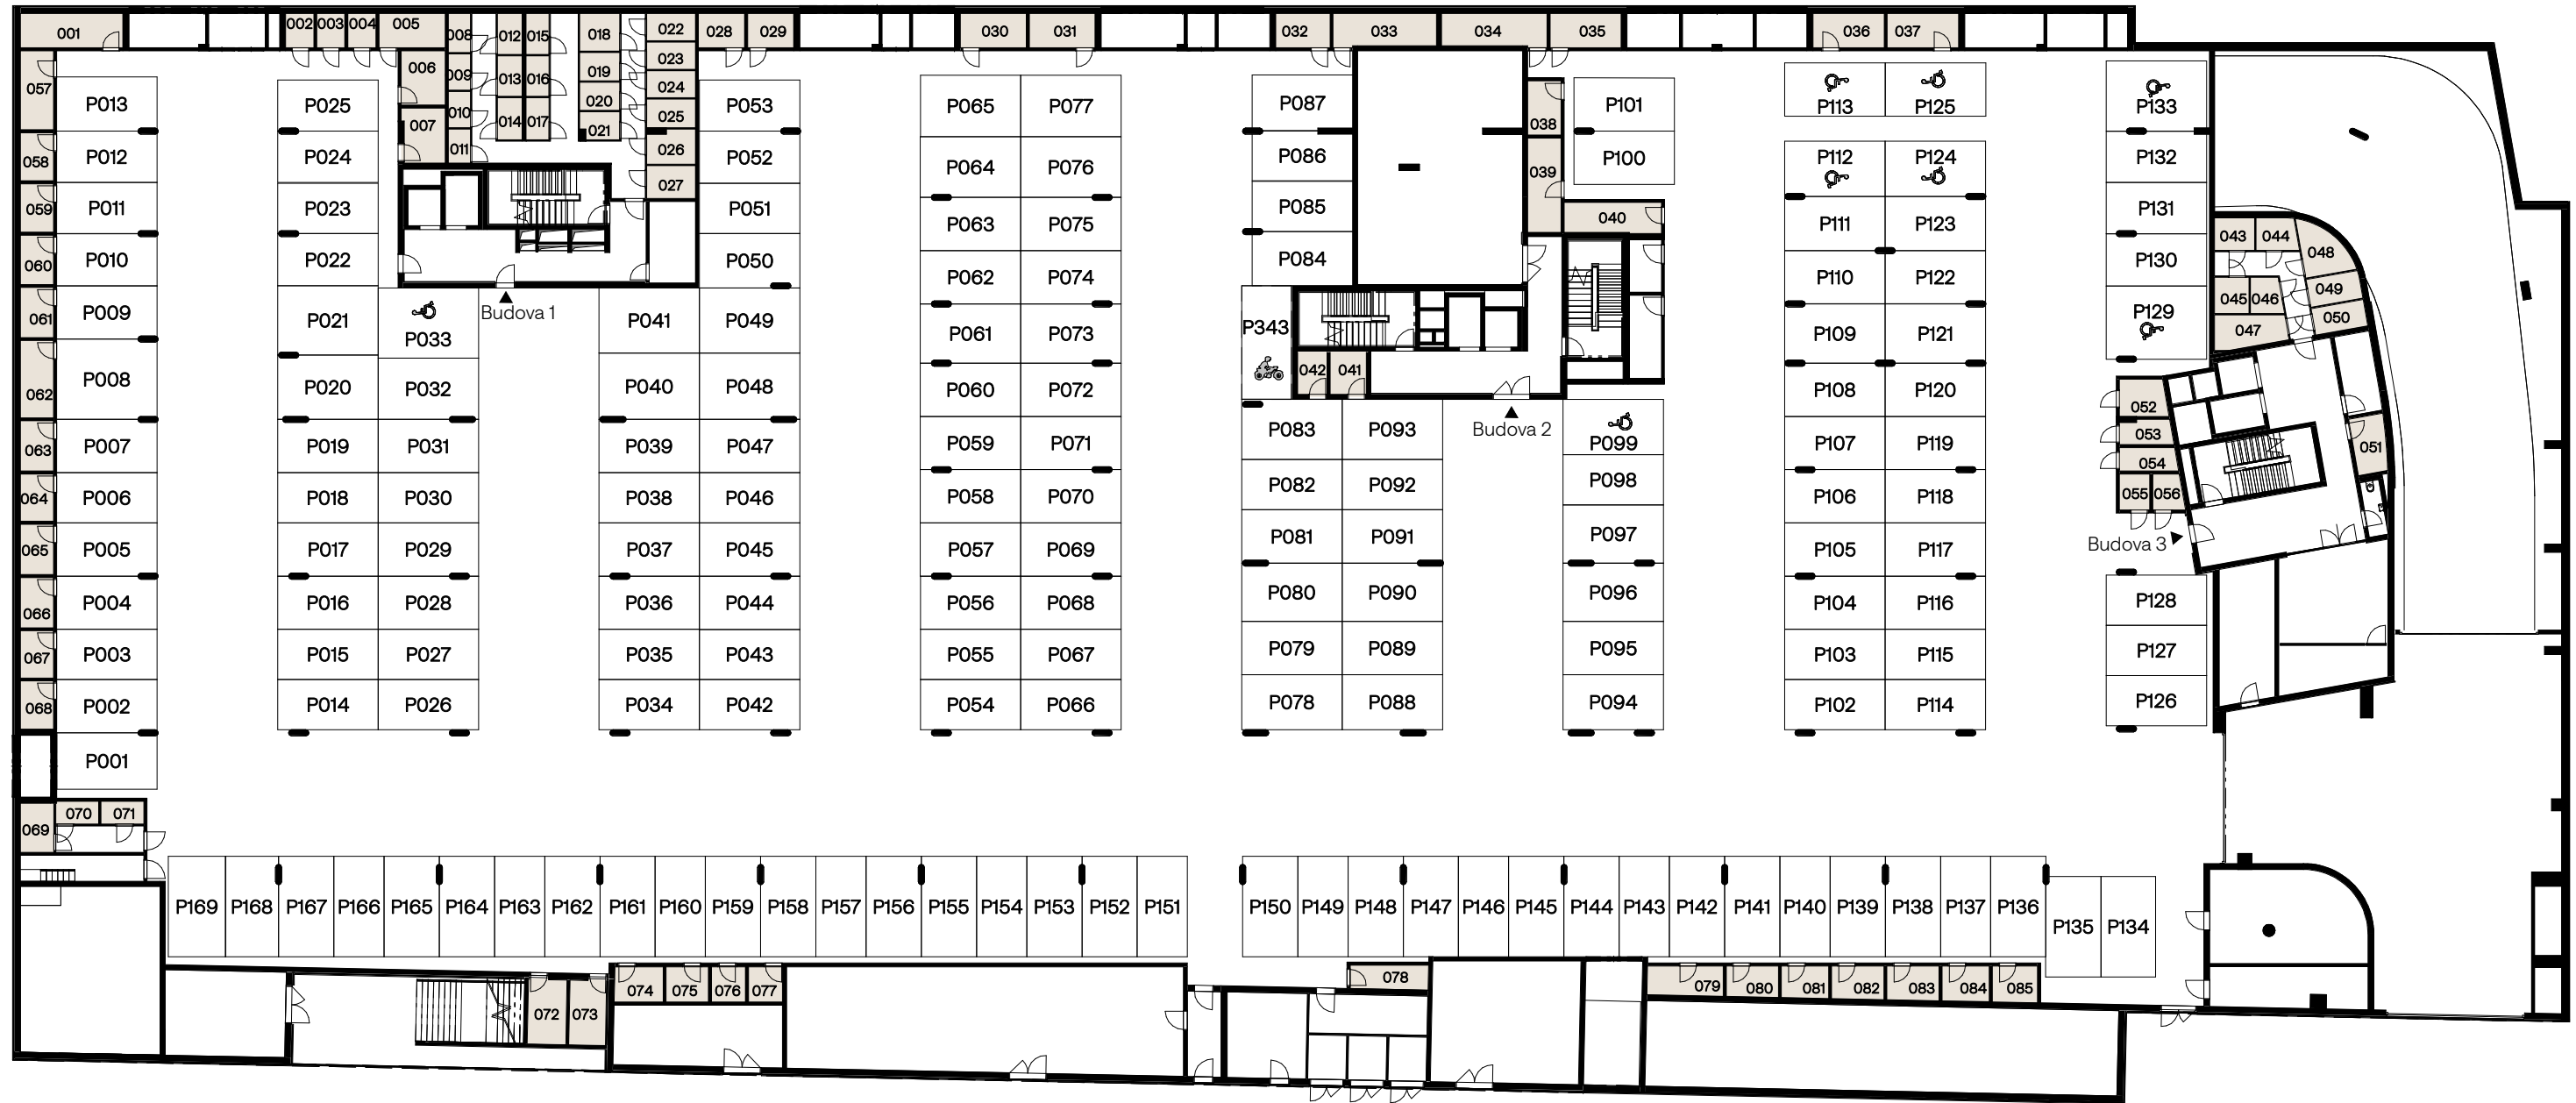 001 002 003 004 005 008 012 015 018 022 028 029 030 031 032 033 034 035 036 037
006 009 013 016 019 023
007 010 014 017 020 024
011 021 025
026
027
057 P013 P025 P053 P065 P077 P087 038 P101 P113 P125 P133
058 P012 P024 P052 P064 P076 P086 039 P100 P112 P124 P132
059 P011 P023 P051 P063 P075 P085 040 P111 P123 P131 043 044 048
060 P010 P022 P050 P062 P074 P084 P110 P122 P130 045 046 049
061 P009 P021 P033 Budova 1 P041 P049 P061 P073 P343 P109 P121 P129 047 050
062 P008 P020 P032 P040 P048 P060 P072 042 041 P108 P120 052
063 P007 P019 P031 P039 P047 P059 P071 P083 P093 Budova 2 P099 P107 P119 053 051
054
064 P006 P018 P030 P038 P046 P058 P070 P082 P092 P098 P106 P118 055 056
065 P005 P017 P029 P037 P045 P057 P069 P081 P091 P097 P105 P117 Budova 3
066 P004 P016 P028 P036 P044 P056 P068 P080 P090 P096 P104 P116 P128
067 P003 P015 P027 P035 P043 P055 P067 P079 P089 P095 P103 P115 P127
068 P002 P014 P026 P034 P042 P054 P066 P078 P088 P094 P102 P114 P126
P001
069 070 071
P169 P168 P167 P166 P165 P164 P163 P162 P161 P160 P159 P158 P157 P156 P155 P154 P153 P152 P151 P150 P149 P148 P147 P146 P145 P144 P143 P142 P141 P140 P139 P138 P137 P136 P135 P134
072 073 074 075 076 077 078 079 080 081 082 083 084 085